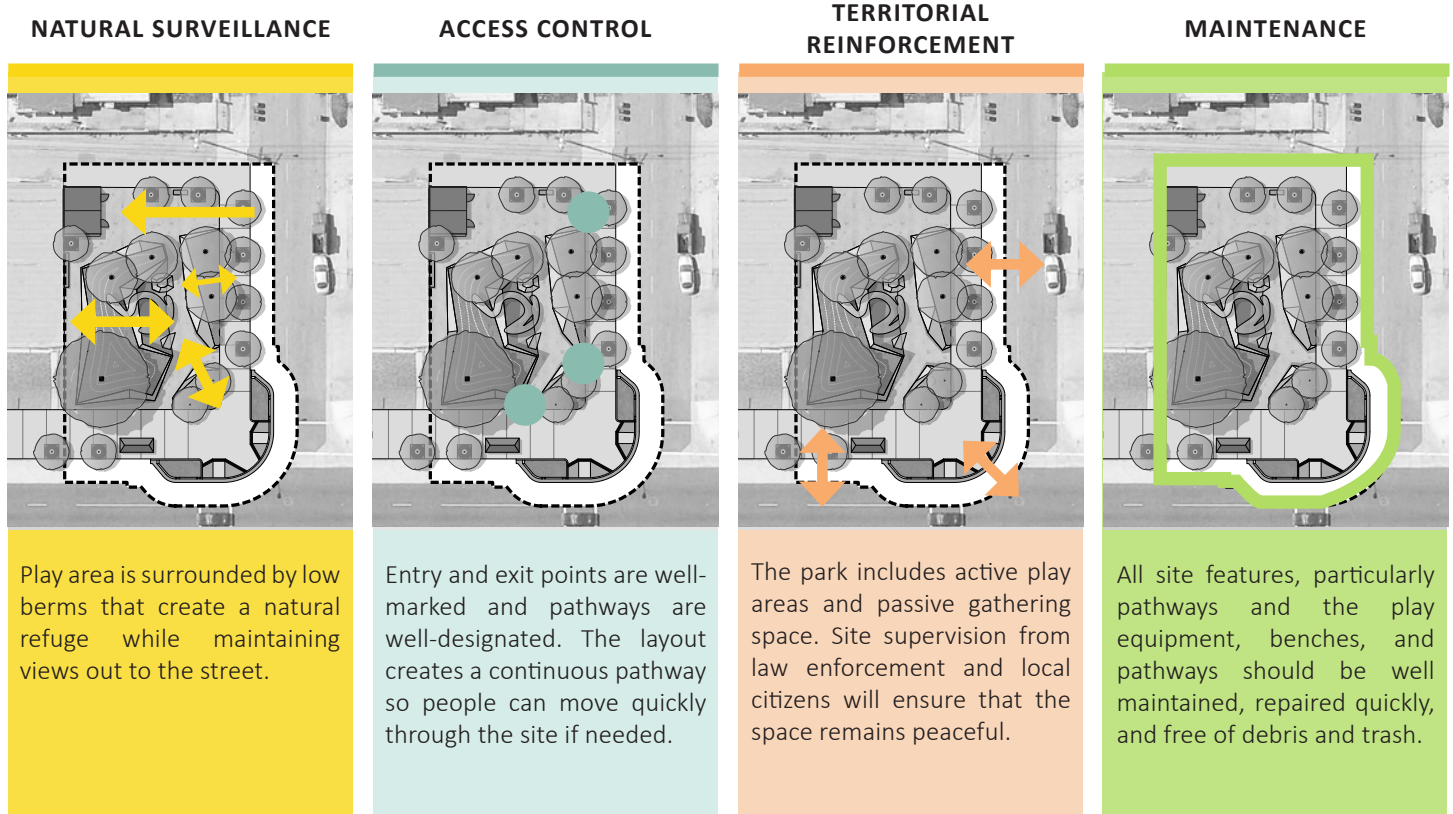 NATURAL SURVEILLANCE
Play area is surrounded by low
berms that create a natural
refuge while maintaining
views out to the street.
ACCESS CONTROL
Entry and exit points are well-
marked and pathways are
well-designated. The layout
creates a continuous pathway
so people can move quickly
through the site if needed.
TERRITORIAL
REINFORCEMENT
The park includes active play
areas and passive gathering
space. Site supervision from
law enforcement and local
citizens will ensure that the
space remains peaceful.
MAINTENANCE
All site features, particularly
pathways and the play
equipment, benches, and
pathways should be well
maintained, repaired quickly,
and free of debris and trash.